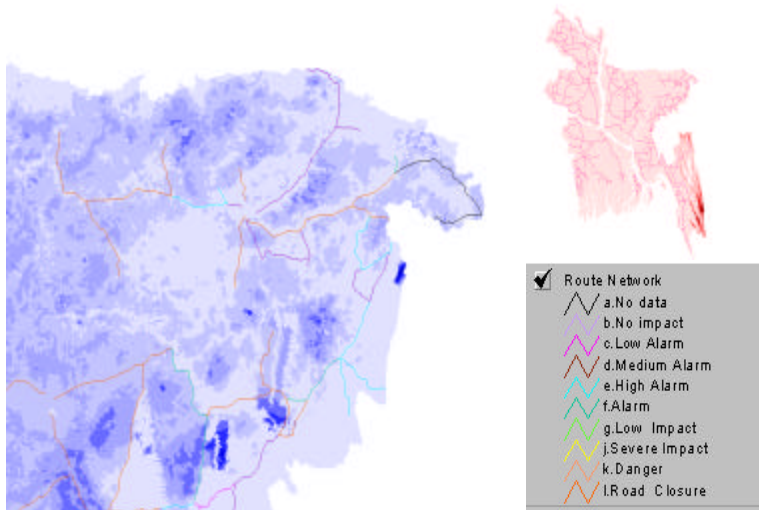 Route Network
a.No data
b.No impact
c.Low Alarm
d.Medium Alarm
e.High Alarm
f.Alarm
g.Low Impact
j.Severe Impact
k.Danger
l.Road Closure